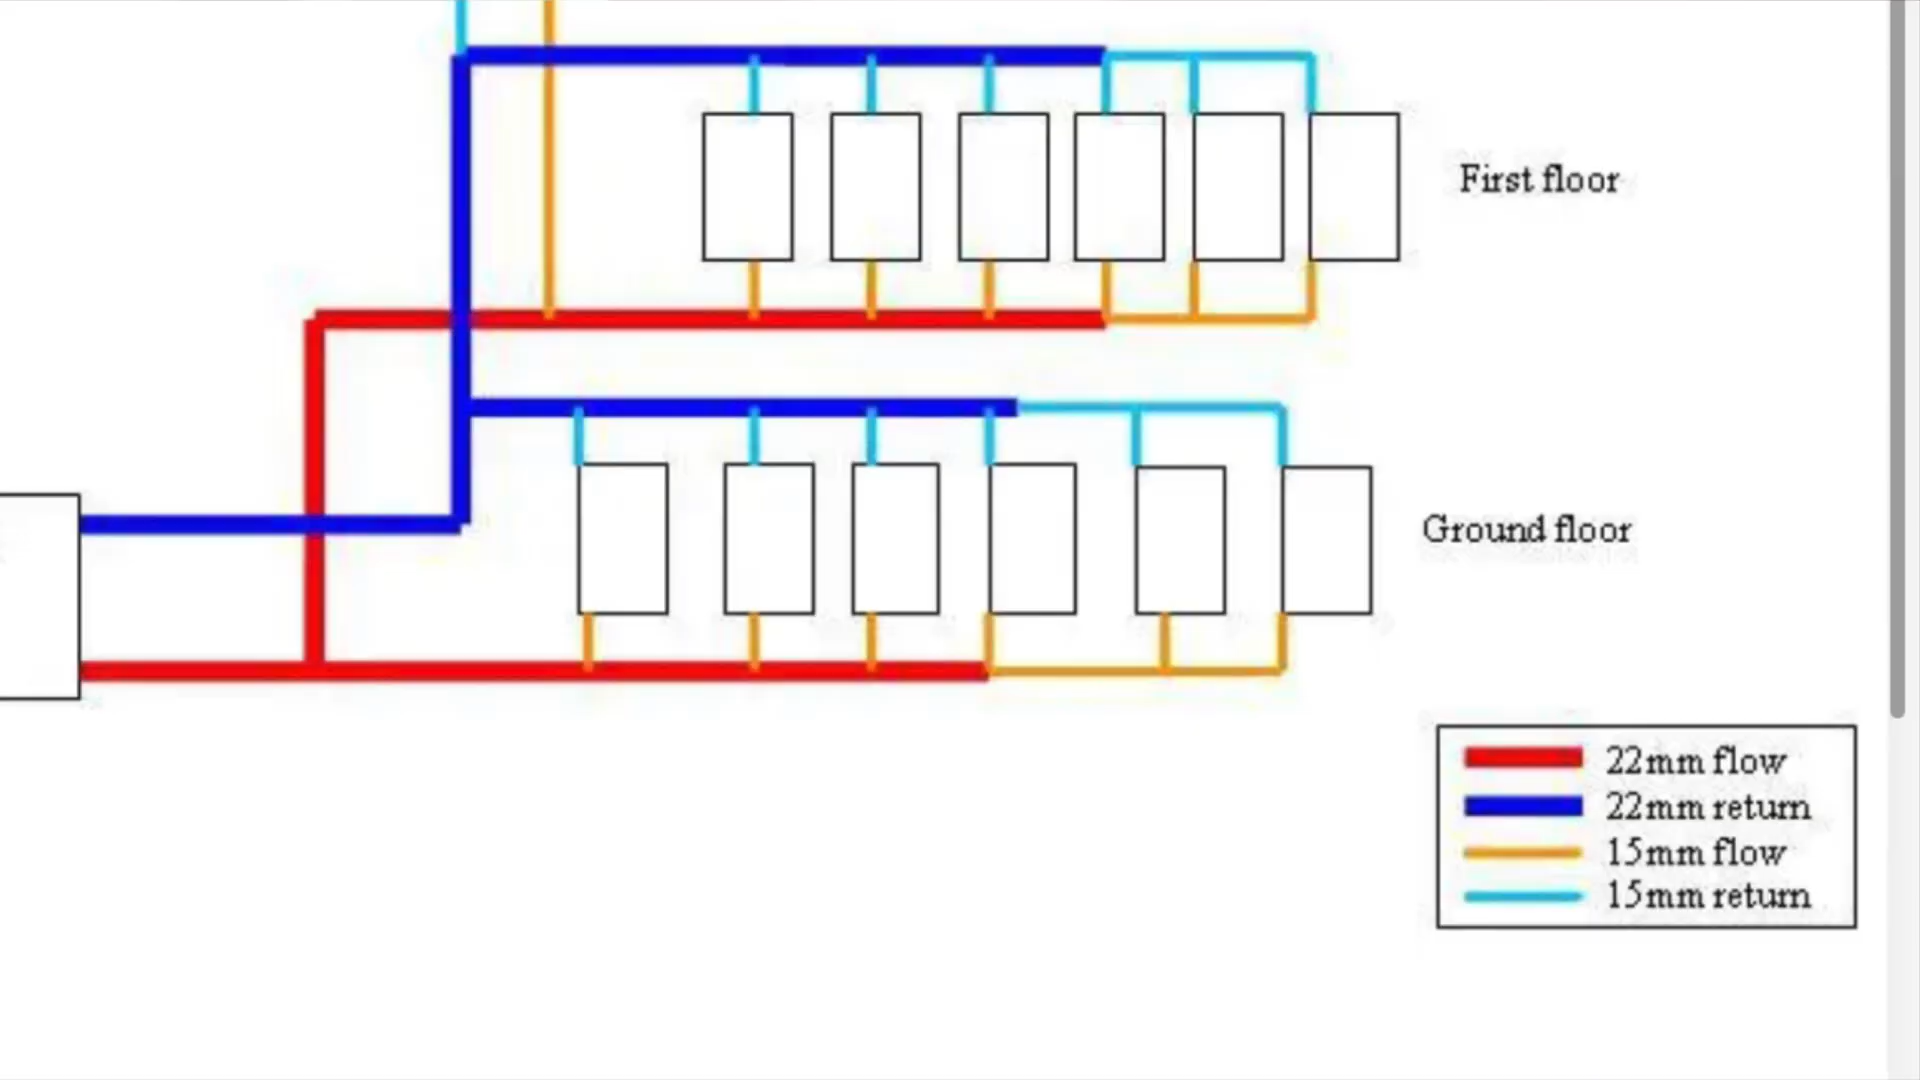 First floor
Ground floor
22mm flow
22mm return
15mm flow
15mm return